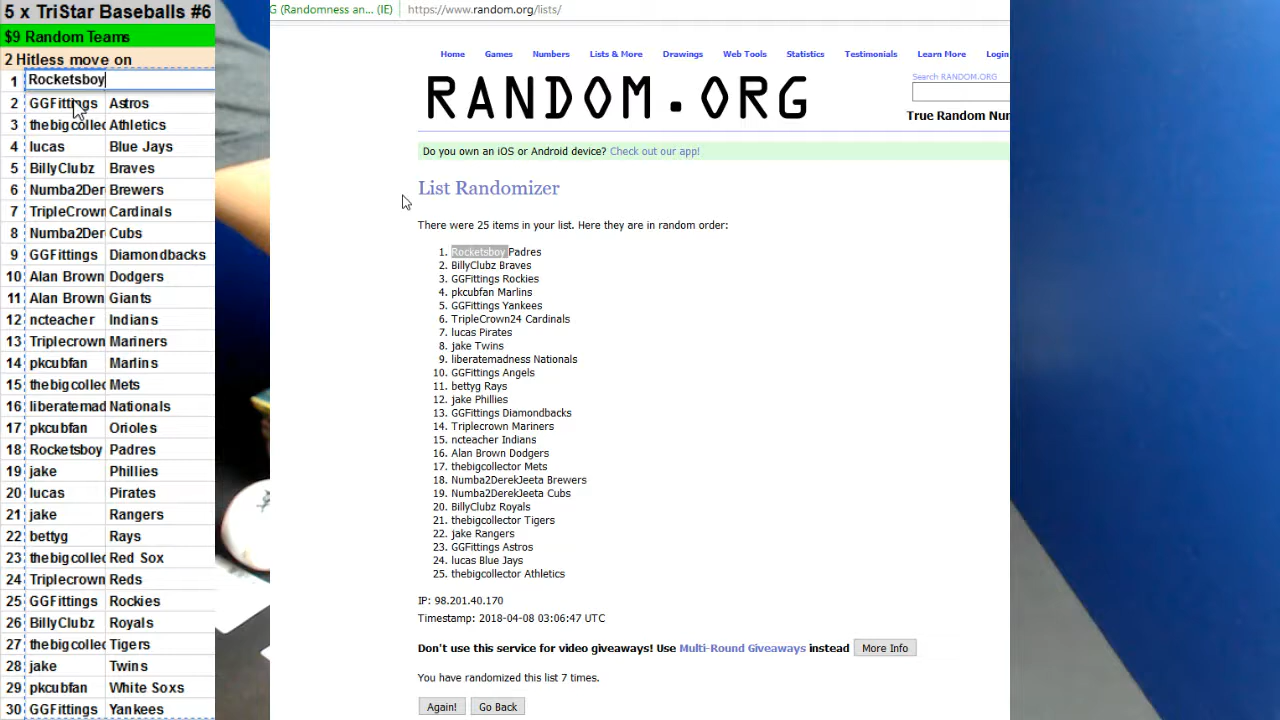 5 x TriStar Baseballs #6
$9 Random Teams
2 Hitless move on
1 Rocketsboy
2 GGFittings Astros
3 thebigcollec Athletics
4 lucas Blue Jays
5 BillyClubz Braves
6 Numba2Der Brewers
7 TripleCrown Cardinals
8 Numba2Der Cubs
9 GGFittings Diamondbacks
10 Alan Brown Dodgers
11 Alan Brown Giants
12 ncteacher Indians
13 Triplecrown Mariners
14 pkcubfan Marlins
15 thebigcollec Mets
16 liberatemad Nationals
17 pkcubfan Orioles
18 Rocketsboy Padres
19 jake Phillies
20 lucas Pirates
21 jake Rangers
22 bettyg Rays
23 thebigcollec Red Sox
24 Triplecrown Reds
25 GGFittings Rockies
26 BillyClubz Royals
27 thebigcollec Tigers
28 jake Twins
29 pkcubfan White Soxs
30 GGFittings Yankees
G (Randomness an... (IE) https://www.random.org/lists/
Home Games Numbers Lists & More Drawings Web Tools Statistics Testimonials Learn More Login
Search RANDOM.ORG
RANDOM.ORG
True Random Num
Do you own an iOS or Android device? Check out our app!
List Randomizer
There were 25 items in your list. Here they are in random order:
1. Rocketsboy Padres
2. BillyClubz Braves
3. GGFittings Rockies
4. pkcubfan Marlins
5. GGFittings Yankees
6. TripleCrown24 Cardinals
7. lucas Pirates
8. jake Twins
9. liberatemadness Nationals
10. GGFittings Angels
11. bettyg Rays
12. jake Phillies
13. GGFittings Diamondbacks
14. Triplecrown Mariners
15. ncteacher Indians
16. Alan Brown Dodgers
17. thebigcollector Mets
18. Numba2DerekJeeta Brewers
19. Numba2DerekJeeta Cubs
20. BillyClubz Royals
21. thebigcollector Tigers
22. jake Rangers
23. GGFittings Astros
24. lucas Blue Jays
25. thebigcollector Athletics
IP: 98.201.40.170
Timestamp: 2018-04-08 03:06:47 UTC
Don't use this service for video giveaways! Use Multi-Round Giveaways instead More Info
You have randomized this list 7 times.
Again! Go Back